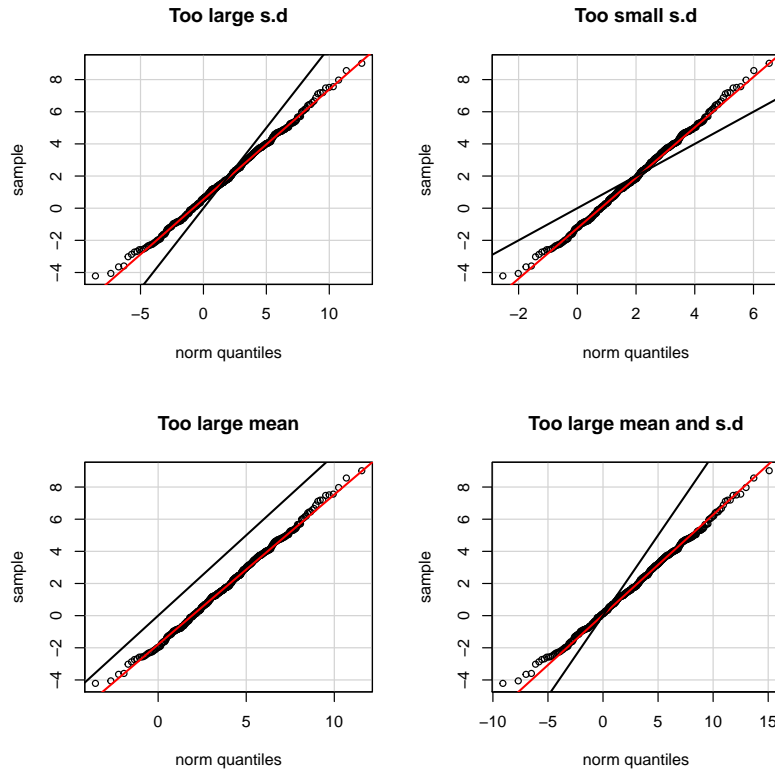 Too large s.d
8
6
4
2
0
−2
−4
sample
−5 0 5 10
norm quantiles
Too small s.d
8
6
4
2
0
−2
−4
sample
−2 0 2 4 6
norm quantiles
Too large mean
8
6
4
2
0
−2
−4
sample
0 5 10
norm quantiles
Too large mean and s.d
8
6
4
2
0
−2
−4
sample
−10 −5 0 5 10 15
norm quantiles